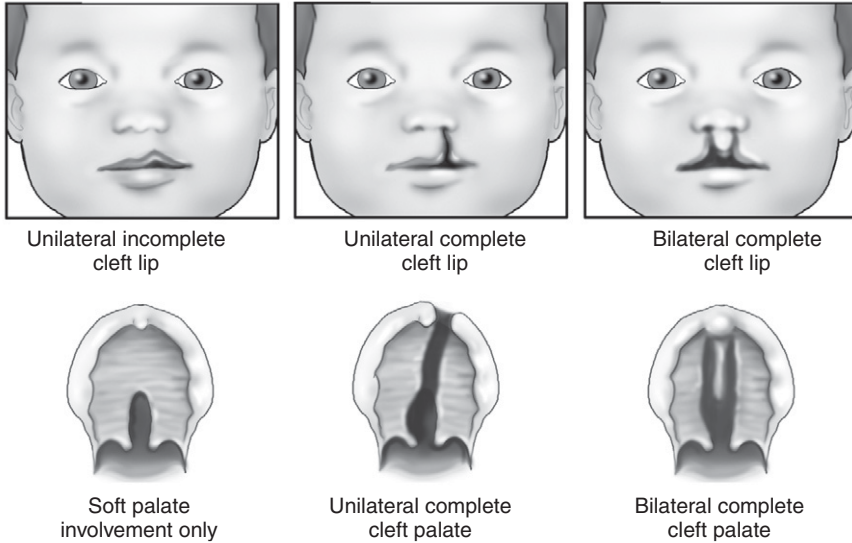 Unilateral incomplete
cleft lip
Unilateral complete
cleft lip
Bilateral complete
cleft lip
Soft palate
involvement only
Unilateral complete
cleft palate
Bilateral complete
cleft palate